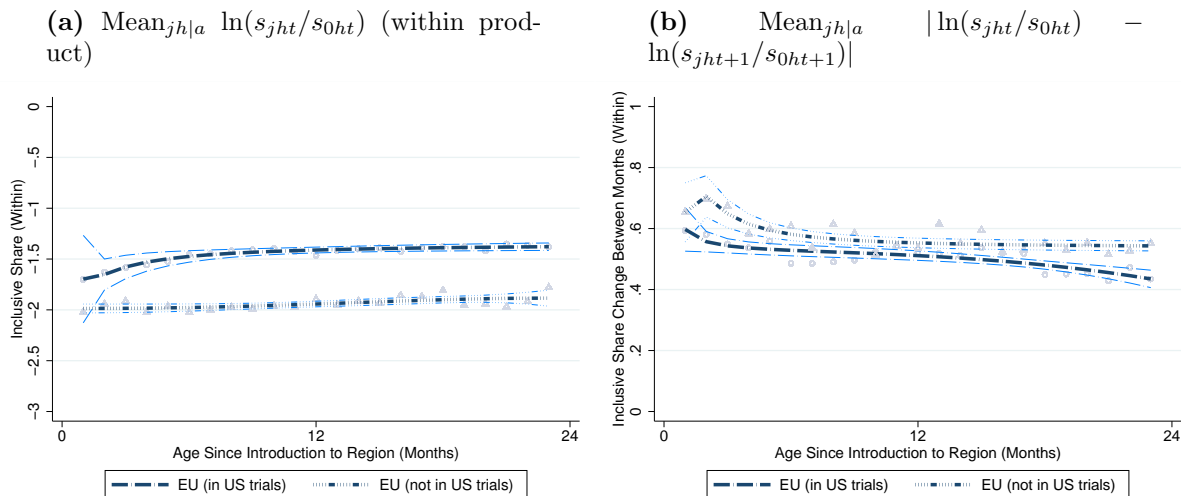 (a) Mean_{jh|a} ln(s_{jht}/s_{0ht}) (within prod-
uct)
Inclusive Share (Within)
0
-.5
-1
-1.5
-2
-2.5
-3
0 12 24
Age Since Introduction to Region (Months)
EU (in US trials) EU (not in US trials)
(b) Mean_{jh|a} | ln(s_{jht}/s_{0ht}) −
ln(s_{jht+1}/s_{0ht+1})|
Inclusive Share Change Between Months (Within)
1
.8
.6
.4
.2
0
0 12 24
Age Since Introduction to Region (Months)
EU (in US trials) EU (not in US trials)